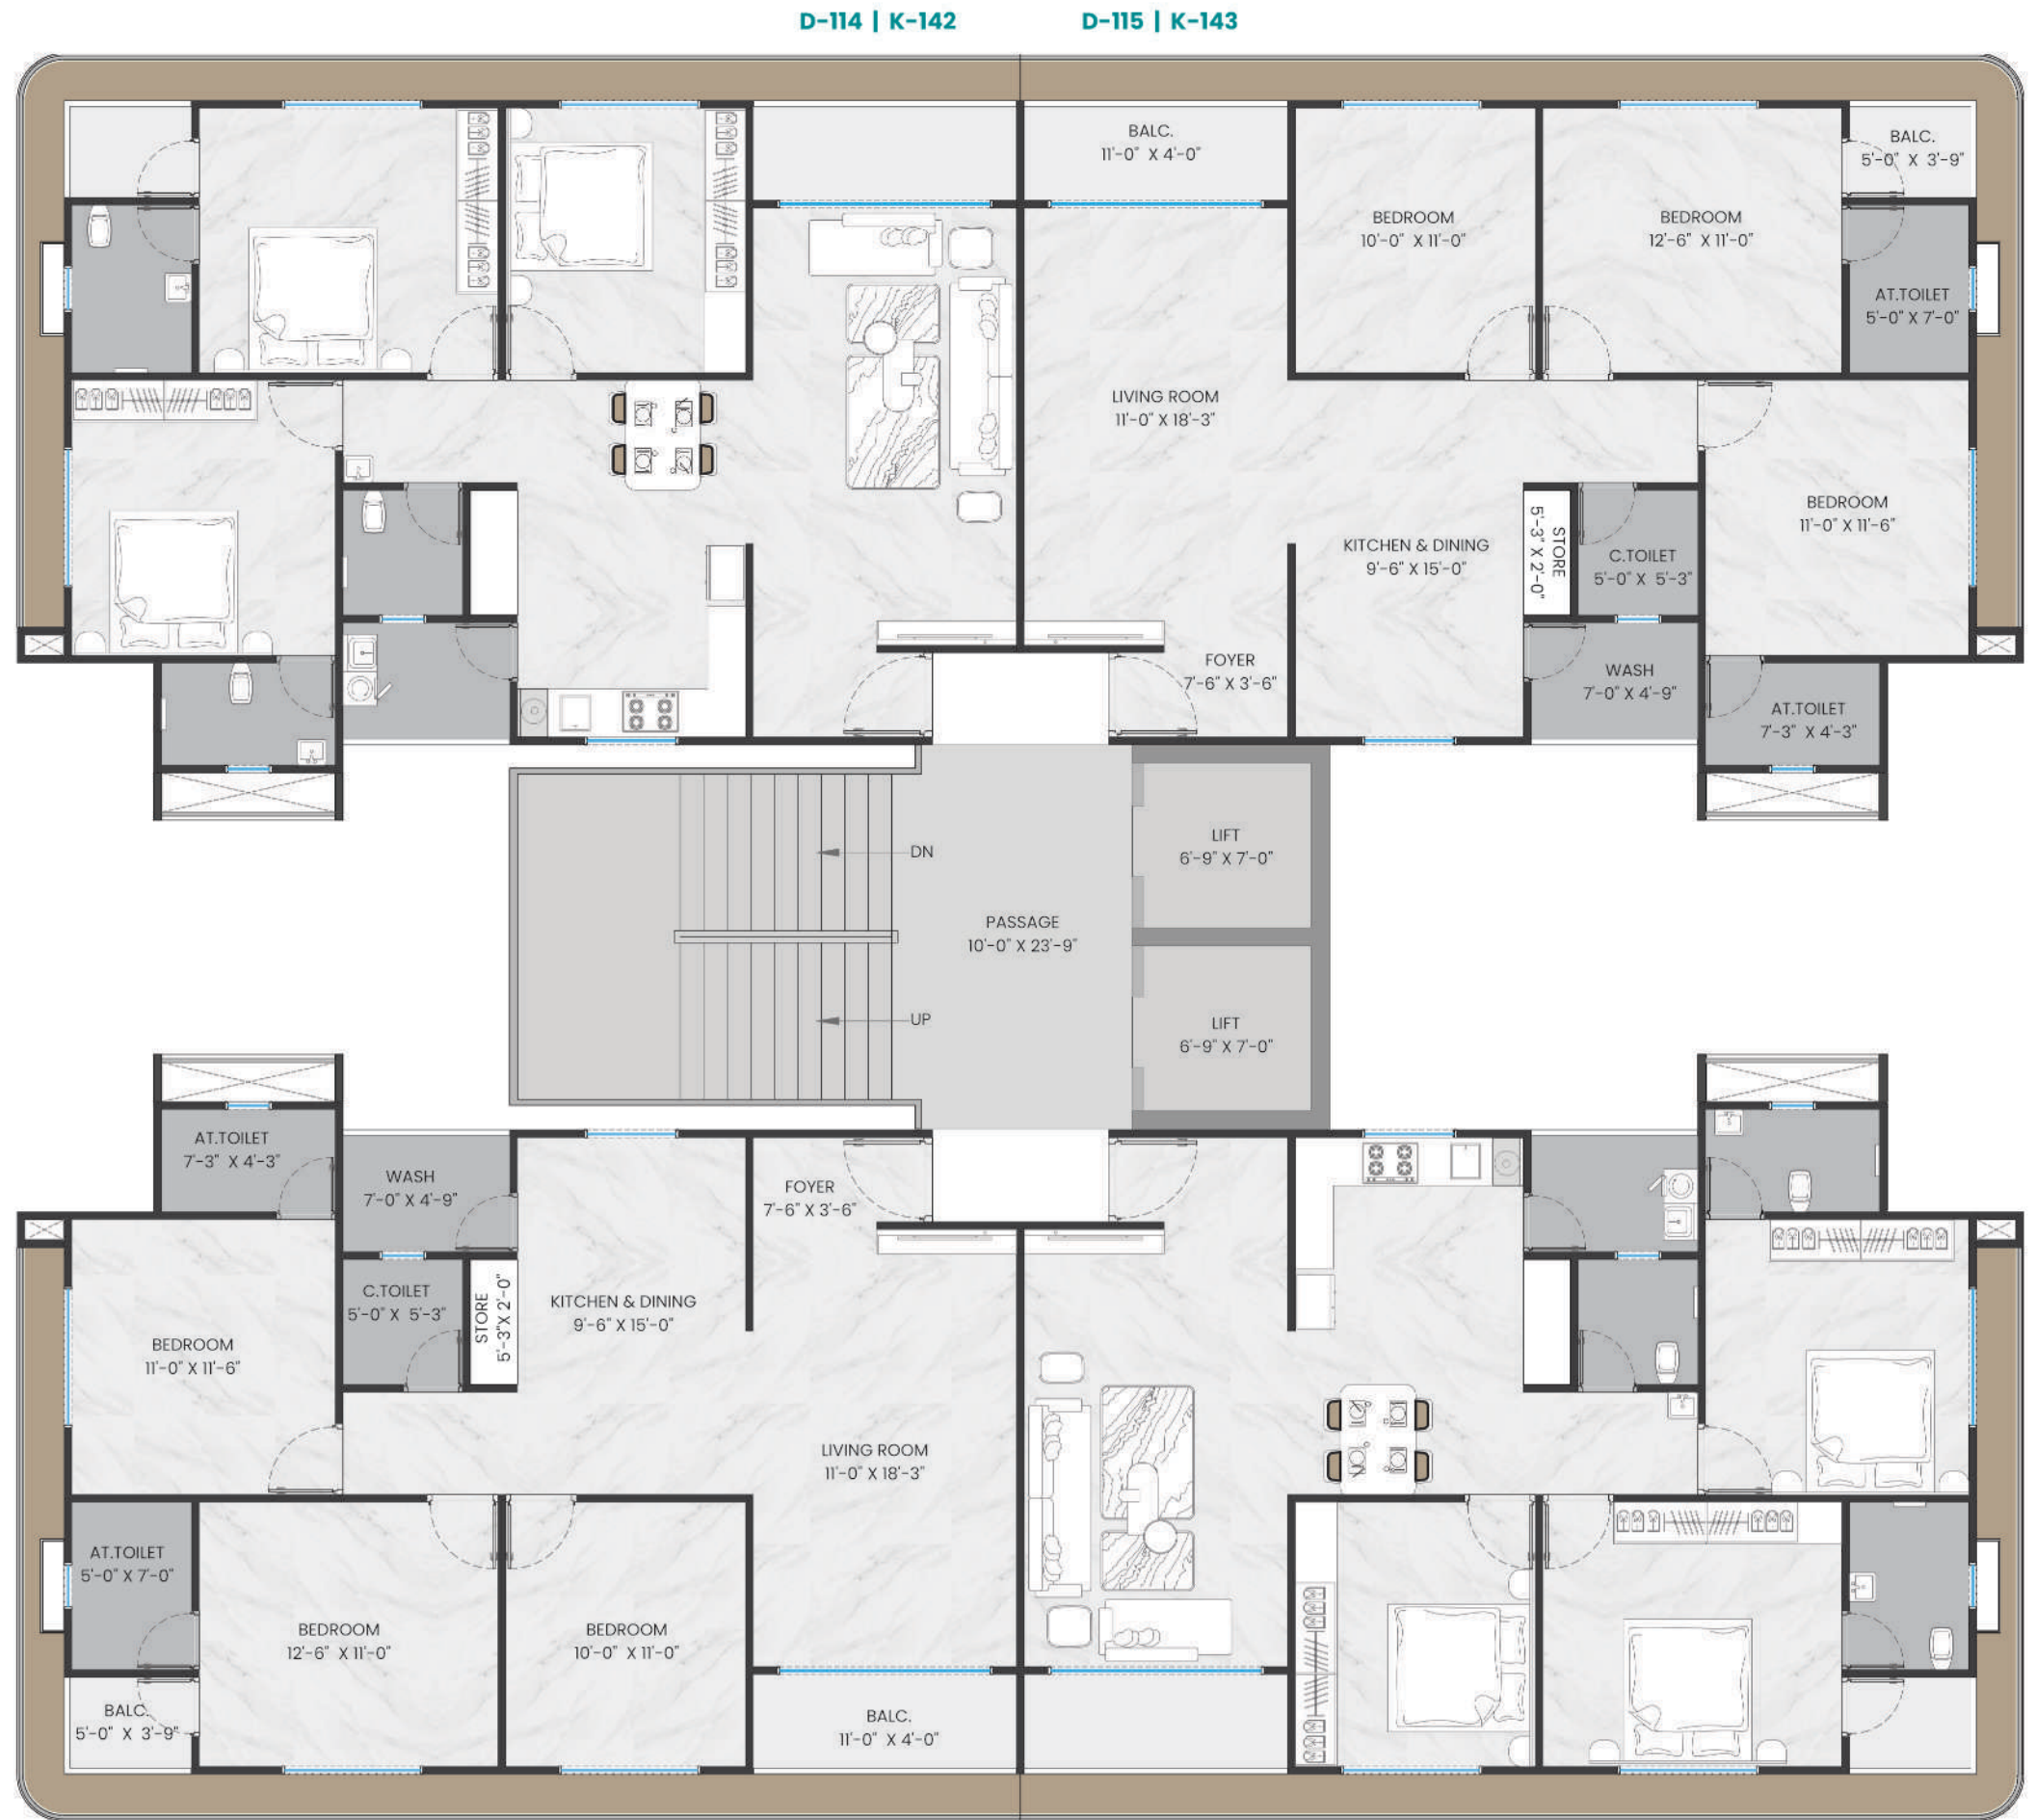 D-114 | K-142
D-115 | K-143
BALC.
11'-0" X 4'-0"
BALC.
5'-0" X 3'-9"
BEDROOM
10'-0" X 11'-0"
BEDROOM
12'-6" X 11'-0"
AT.TOILET
5'-0" X 7'-0"
LIVING ROOM
11'-0" X 18'-3"
BEDROOM
11'-0" X 11'-6"
KITCHEN & DINING
9'-6" X 15'-0"
STORE
5'-3" X 2'-0"
C.TOILET
5'-0" X 5'-3"
FOYER
7'-6" X 3'-6"
WASH
7'-0" X 4'-9"
AT.TOILET
7'-3" X 4'-3"
LIFT
6'-9" X 7'-0"
DN
PASSAGE
10'-0" X 23'-9"
UP
LIFT
6'-9" X 7'-0"
AT.TOILET
7'-3" X 4'-3"
WASH
7'-0" X 4'-9"
FOYER
7'-6" X 3'-6"
C.TOILET
5'-0" X 5'-3"
STORE
5'-3" X 2'-0"
KITCHEN & DINING
9'-6" X 15'-0"
BEDROOM
11'-0" X 11'-6"
LIVING ROOM
11'-0" X 18'-3"
AT.TOILET
5'-0" X 7'-0"
BEDROOM
12'-6" X 11'-0"
BEDROOM
10'-0" X 11'-0"
BALC.
5'-0" X 3'-9"
BALC.
11'-0" X 4'-0"